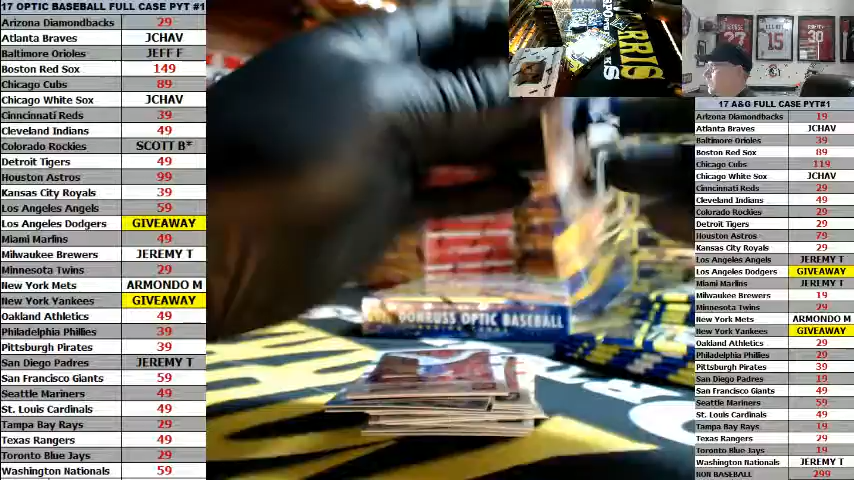 17 OPTIC BASEBALL FULL CASE PYT #1
Arizona Diamondbacks 29
Atlanta Braves JCHAV
Baltimore Orioles JEFF F
Boston Red Sox 149
Chicago Cubs 89
Chicago White Sox JCHAV
Cinncinati Reds 39
Cleveland Indians 49
Colorado Rockies SCOTT B*
Detroit Tigers 49
Houston Astros 99
Kansas City Royals 39
Los Angeles Angels 59
Los Angeles Dodgers GIVEAWAY
Miami Marlins 49
Milwaukee Brewers JEREMY T
Minnesota Twins 29
New York Mets ARMONDO M
New York Yankees GIVEAWAY
Oakland Athletics 49
Philadelphia Phillies 39
Pittsburgh Pirates 39
San Diego Padres JEREMY T
San Francisco Giants 59
Seattle Mariners 49
St. Louis Cardinals 49
Tampa Bay Rays 29
Texas Rangers 49
Toronto Blue Jays 29
Washington Nationals 59
DONRUSS OPTIC BASEBALL
RRIS
27
15
30
17 A&G FULL CASE PYT#1
Arizona Diamondbacks 19
Atlanta Braves JCHAV
Baltimore Orioles 39
Boston Red Sox 89
Chicago Cubs 119
Chicago White Sox JCHAV
Cinncinati Reds 29
Cleveland Indians 49
Colorado Rockies 29
Detroit Tigers 29
Houston Astros 79
Kansas City Royals 29
Los Angeles Angels JEREMY T
Los Angeles Dodgers GIVEAWAY
Miami Marlins JEREMY T
Milwaukee Brewers 19
Minnesota Twins 29
New York Mets ARMONDO M
New York Yankees GIVEAWAY
Oakland Athletics 29
Philadelphia Phillies 29
Pittsburgh Pirates 39
San Diego Padres 19
San Francisco Giants 49
Seattle Mariners 59
St. Louis Cardinals 49
Tampa Bay Rays 19
Texas Rangers 29
Toronto Blue Jays 19
Washington Nationals JEREMY T
NON BASEBALL 299